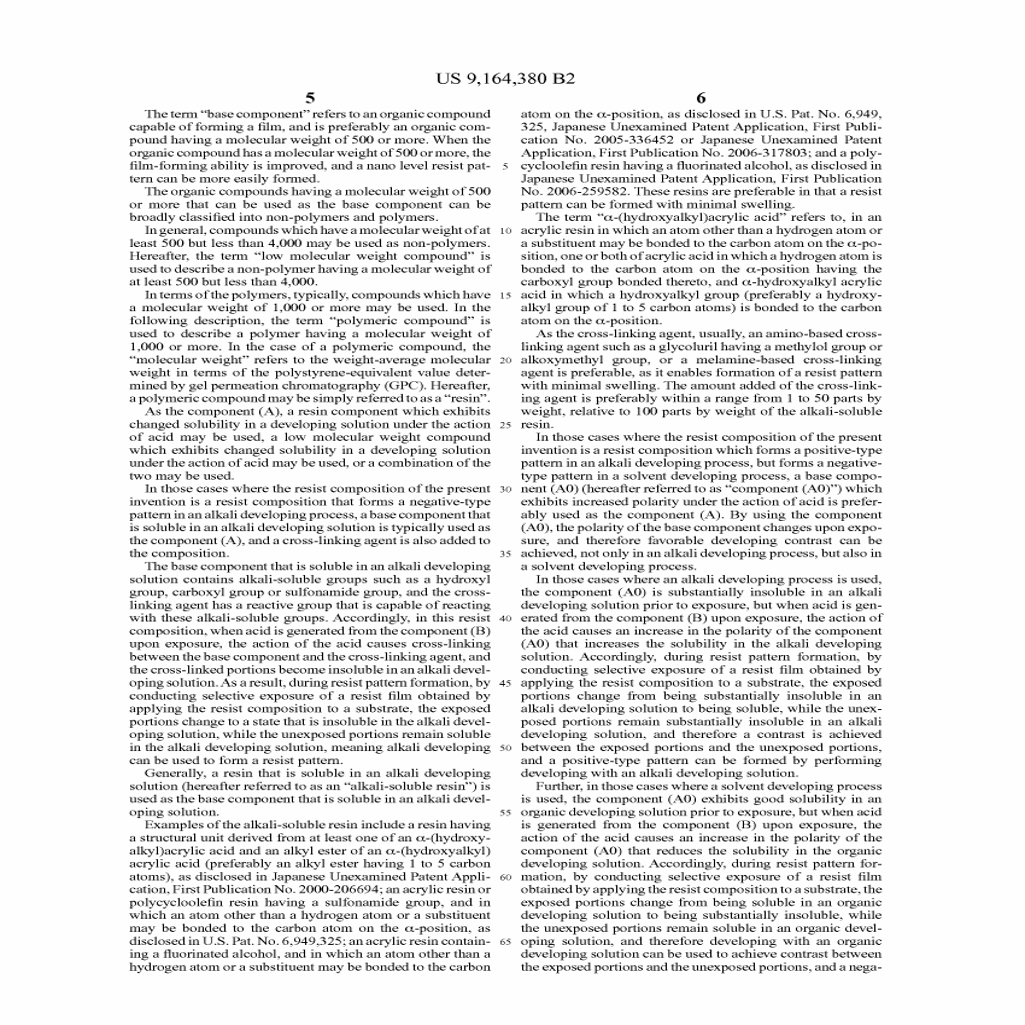 US 9,164,380 B2
5
The term “base component” refers to an organic compound
capable of forming a film, and is preferably an organic com-
pound having a molecular weight of 500 or more. When the
organic compound has a molecular weight of 500 or more, the
film-forming ability is improved, and a nano level resist pat-
tern can be more easily formed.
The organic compounds having a molecular weight of 500
or more that can be used as the base component can be
broadly classified into non-polymers and polymers.
In general, compounds which have a molecular weight of at
least 500 but less than 4,000 may be used as non-polymers.
Hereafter, the term “low molecular weight compound” is
used to describe a non-polymer having a molecular weight of
at least 500 but less than 4,000.
In terms of the polymers, typically, compounds which have
a molecular weight of 1,000 or more may be used. In the
following description, the term “polymeric compound” is
used to describe a polymer having a molecular weight of
1,000 or more. In the case of a polymeric compound, the
“molecular weight” refers to the weight-average molecular
weight in terms of the polystyrene-equivalent value deter-
mined by gel permeation chromatography (GPC). Hereafter,
a polymeric compound may be simply referred to as a “resin”.
As the component (A), a resin component which exhibits
changed solubility in a developing solution under the action
of acid may be used, a low molecular weight compound
which exhibits changed solubility in a developing solution
under the action of acid may be used, or a combination of the
two may be used.
In those cases where the resist composition of the present
invention is a resist composition that forms a negative-type
pattern in an alkali developing process, a base component that
is soluble in an alkali developing solution is typically used as
the component (A), and a cross-linking agent is also added to
the composition.
The base component that is soluble in an alkali developing
solution contains alkali-soluble groups such as a hydroxyl
group, carboxyl group or sulfonamide group, and the cross-
linking agent has a reactive group that is capable of reacting
with these alkali-soluble groups. Accordingly, in this resist
composition, when acid is generated from the component (B)
upon exposure, the action of the acid causes cross-linking
between the base component and the cross-linking agent, and
the cross-linked portions become insoluble in an alkali devel-
oping solution. As a result, during resist pattern formation, by
conducting selective exposure of a resist film obtained by
applying the resist composition to a substrate, the exposed
portions change to a state that is insoluble in the alkali devel-
oping solution, while the unexposed portions remain soluble
in the alkali developing solution, meaning alkali developing
can be used to form a resist pattern.
Generally, a resin that is soluble in an alkali developing
solution (hereafter referred to as an “alkali-soluble resin”) is
used as the base component that is soluble in an alkali devel-
oping solution.
Examples of the alkali-soluble resin include a resin having
a structural unit derived from at least one of an α-(hydroxy-
alkyl)acrylic acid and an alkyl ester of an α-(hydroxyalkyl)
acrylic acid (preferably an alkyl ester having 1 to 5 carbon
atoms), as disclosed in Japanese Unexamined Patent Appli-
cation, First Publication No. 2000-206694; an acrylic resin or
polycycloolefin resin having a sulfonamide group, and in
which an atom other than a hydrogen atom or a substituent
may be bonded to the carbon atom on the α-position, as
disclosed in U.S. Pat. No. 6,949,325; an acrylic resin contain-
ing a fluorinated alcohol, and in which an atom other than a
hydrogen atom or a substituent may be bonded to the carbon
5
10
15
20
25
30
35
40
45
50
55
60
65
6
atom on the α-position, as disclosed in U.S. Pat. No. 6,949,
325, Japanese Unexamined Patent Application, First Publi-
cation No. 2005-336452 or Japanese Unexamined Patent
Application, First Publication No. 2006-317803; and a poly-
cycloolefin resin having a fluorinated alcohol, as disclosed in
Japanese Unexamined Patent Application, First Publication
No. 2006-259582. These resins are preferable in that a resist
pattern can be formed with minimal swelling.
The term “α-(hydroxyalkyl)acrylic acid” refers to, in an
acrylic resin in which an atom other than a hydrogen atom or
a substituent may be bonded to the carbon atom on the α-po-
sition, one or both of acrylic acid in which a hydrogen atom is
bonded to the carbon atom on the α-position having the
carboxyl group bonded thereto, and α-hydroxyalkyl acrylic
acid in which a hydroxyalkyl group (preferably a hydroxy-
alkyl group of 1 to 5 carbon atoms) is bonded to the carbon
atom on the α-position.
As the cross-linking agent, usually, an amino-based cross-
linking agent such as a glycoluril having a methylol group or
alkoxymethyl group, or a melamine-based cross-linking
agent is preferable, as it enables formation of a resist pattern
with minimal swelling. The amount added of the cross-link-
ing agent is preferably within a range from 1 to 50 parts by
weight, relative to 100 parts by weight of the alkali-soluble
resin.
In those cases where the resist composition of the present
invention is a resist composition which forms a positive-type
pattern in an alkali developing process, but forms a negative-
type pattern in a solvent developing process, a base compo-
nent (A0) (hereafter referred to as “component (A0)”) which
exhibits increased polarity under the action of acid is prefer-
ably used as the component (A). By using the component
(A0), the polarity of the base component changes upon expo-
sure, and therefore favorable developing contrast can be
achieved, not only in an alkali developing process, but also in
a solvent developing process.
In those cases where an alkali developing process is used,
the component (A0) is substantially insoluble in an alkali
developing solution prior to exposure, but when acid is gen-
erated from the component (B) upon exposure, the action of
the acid causes an increase in the polarity of the component
(A0) that increases the solubility in the alkali developing
solution. Accordingly, during resist pattern formation, by
conducting selective exposure of a resist film obtained by
applying the resist composition to a substrate, the exposed
portions change from being substantially insoluble in an
alkali developing solution to being soluble, while the unex-
posed portions remain substantially insoluble in an alkali
developing solution, and therefore a contrast is achieved
between the exposed portions and the unexposed portions,
and a positive-type pattern can be formed by performing
developing with an alkali developing solution.
Further, in those cases where a solvent developing process
is used, the component (A0) exhibits good solubility in an
organic developing solution prior to exposure, but when acid
is generated from the component (B) upon exposure, the
action of the acid causes an increase in the polarity of the
component (A0) that reduces the solubility in the organic
developing solution. Accordingly, during resist pattern for-
mation, by conducting selective exposure of a resist film
obtained by applying the resist composition to a substrate, the
exposed portions change from being soluble in an organic
developing solution to being substantially insoluble, while
the unexposed portions remain soluble in an organic devel-
oping solution, and therefore developing with an organic
developing solution can be used to achieve contrast between
the exposed portions and the unexposed portions, and a nega-